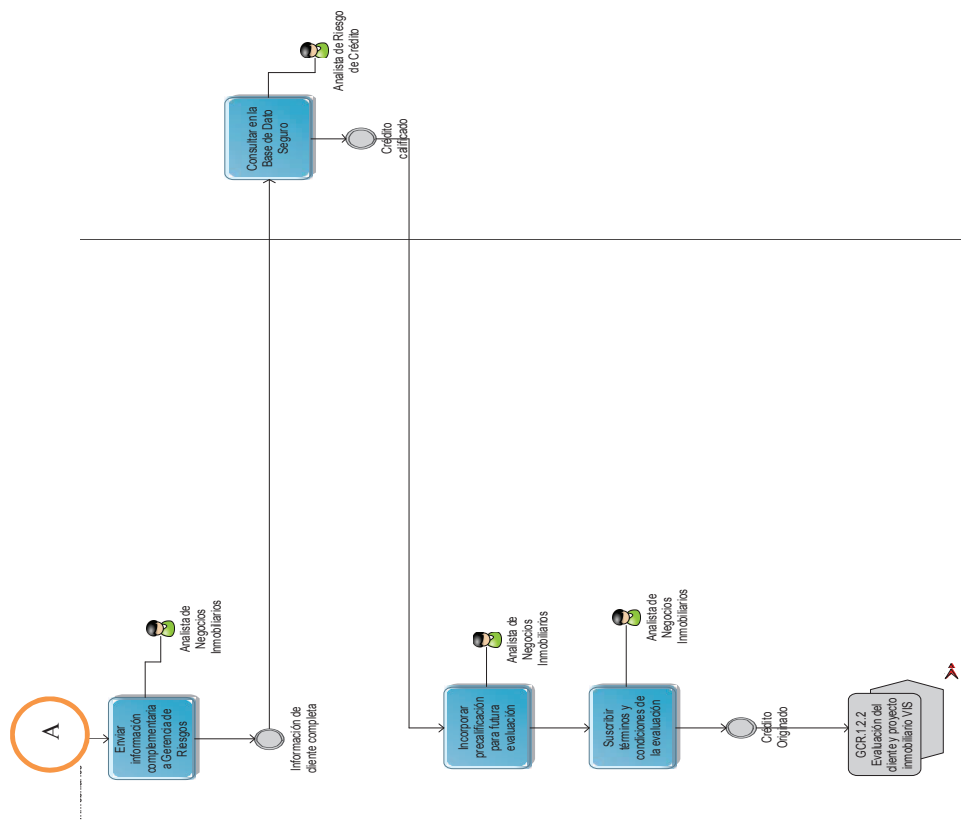 A
Enviar
información
complementaria
a Gerencia de
Riesgos
Analista de
Negocios
Inmobiliarios
Información de
cliente completa
Consultar en la
Base de Dato
Seguro
Analista de Riesgo
de Crédito
Crédito
calificado
Incorporar
precalificación
para futura
evaluación
Analista de
Negocios
Inmobiliarios
Suscribir
términos y
condiciones de
la evaluación
Analista de
Negocios
Inmobiliarios
Crédito
Originado
GCR.1.2.2
Evaluación del
cliente y proyecto
inmobiliario VIS